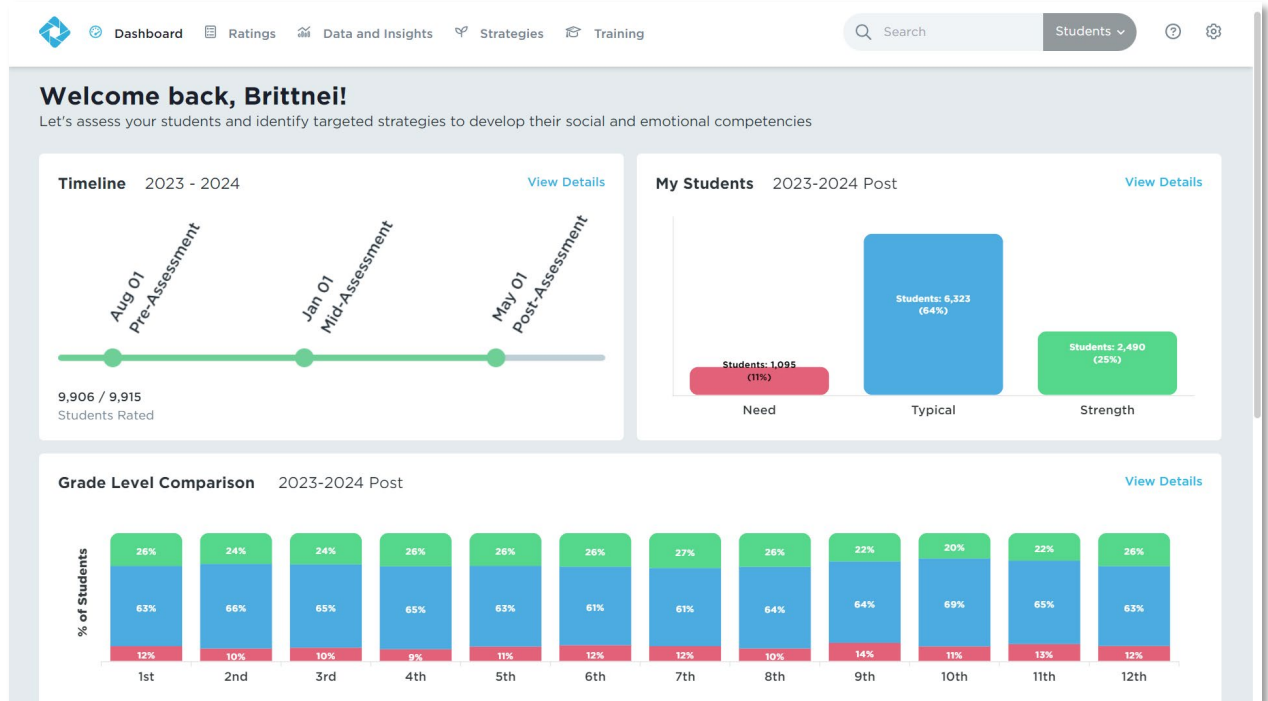 Dashboard
Ratings
Data and Insights
Strategies
Training
Search
Students
Welcome back, Brittnei!
Let's assess your students and identify targeted strategies to develop their social and emotional competencies
Timeline 2023 - 2024
View Details
Aug 01
Pre-Assessment
Jan 01
Mid-Assessment
May 01
Post-Assessment
9,906 / 9,915
Students Rated
My Students 2023-2024 Post
View Details
Students: 1,095
(11%)
Students: 6,323
(64%)
Students: 2,490
(25%)
Need Typical Strength
Grade Level Comparison 2023-2024 Post
View Details
% of Students
26% 24% 24% 26% 26% 26% 27% 26% 22% 20% 22% 26%
63% 66% 65% 65% 63% 61% 61% 64% 64% 69% 65% 63%
12% 10% 10% 9% 11% 12% 12% 10% 14% 11% 13% 12%
1st 2nd 3rd 4th 5th 6th 7th 8th 9th 10th 11th 12th